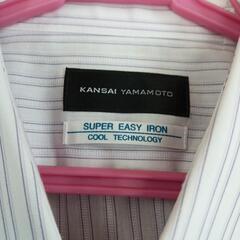 KANSAI YAMAMOTO
SUPER EASY IRON
COOL TECHNOLOGY